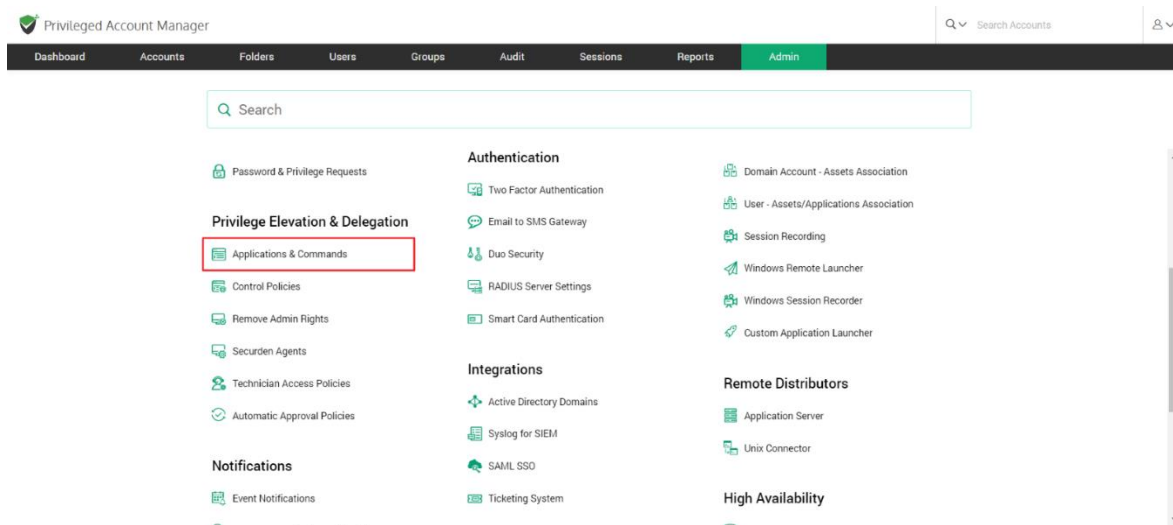 Privileged Account Manager
Search Accounts
Dashboard Accounts Folders Users Groups Audit Sessions Reports Admin
Search
Password & Privilege Requests
Privilege Elevation & Delegation
Applications & Commands
Control Policies
Remove Admin Rights
Securden Agents
Technician Access Policies
Automatic Approval Policies
Notifications
Event Notifications
Authentication
Two Factor Authentication
Email to SMS Gateway
Duo Security
RADIUS Server Settings
Smart Card Authentication
Integrations
Active Directory Domains
Syslog for SIEM
SAML SSO
Ticketing System
Domain Account - Assets Association
User - Assets/Applications Association
Session Recording
Windows Remote Launcher
Windows Session Recorder
Custom Application Launcher
Remote Distributors
Application Server
Unix Connector
High Availability